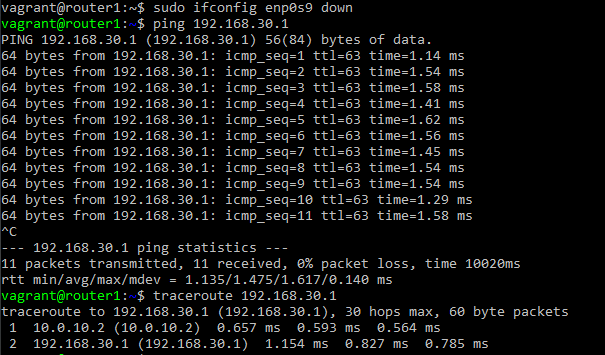 vagrant@router1:~$ sudo ifconfig enp0s9 down
vagrant@router1:~$ ping 192.168.30.1
PING 192.168.30.1 (192.168.30.1) 56(84) bytes of data.
64 bytes from 192.168.30.1: icmp_seq=1 ttl=63 time=1.14 ms
64 bytes from 192.168.30.1: icmp_seq=2 ttl=63 time=1.54 ms
64 bytes from 192.168.30.1: icmp_seq=3 ttl=63 time=1.58 ms
64 bytes from 192.168.30.1: icmp_seq=4 ttl=63 time=1.41 ms
64 bytes from 192.168.30.1: icmp_seq=5 ttl=63 time=1.62 ms
64 bytes from 192.168.30.1: icmp_seq=6 ttl=63 time=1.56 ms
64 bytes from 192.168.30.1: icmp_seq=7 ttl=63 time=1.45 ms
64 bytes from 192.168.30.1: icmp_seq=8 ttl=63 time=1.54 ms
64 bytes from 192.168.30.1: icmp_seq=9 ttl=63 time=1.54 ms
64 bytes from 192.168.30.1: icmp_seq=10 ttl=63 time=1.29 ms
64 bytes from 192.168.30.1: icmp_seq=11 ttl=63 time=1.58 ms
^C
--- 192.168.30.1 ping statistics ---
11 packets transmitted, 11 received, 0% packet loss, time 10020ms
rtt min/avg/max/mdev = 1.135/1.475/1.617/0.140 ms
vagrant@router1:~$ traceroute 192.168.30.1
traceroute to 192.168.30.1 (192.168.30.1), 30 hops max, 60 byte packets
 1  10.0.10.2 (10.0.10.2)  0.657 ms  0.593 ms  0.564 ms
 2  192.168.30.1 (192.168.30.1)  1.154 ms  0.827 ms  0.785 ms